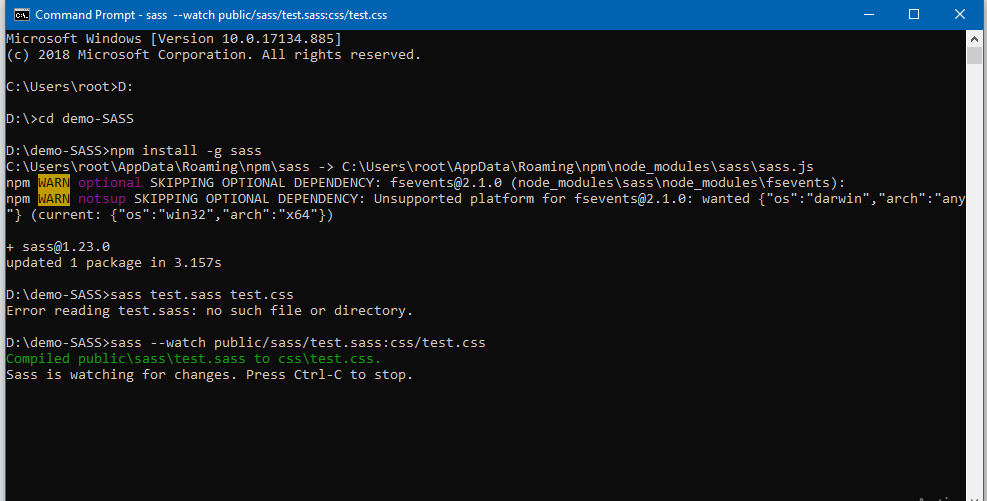 Command Prompt - sass  --watch public/sass/test.sass:css/test.css
Microsoft Windows [Version 10.0.17134.885]
(c) 2018 Microsoft Corporation. All rights reserved.
C:\Users\root>D:
D:\>cd demo-SASS
D:\demo-SASS>npm install -g sass
C:\Users\root\AppData\Roaming\npm\sass -> C:\Users\root\AppData\Roaming\npm\node_modules\sass\sass.js
npm WARN optional SKIPPING OPTIONAL DEPENDENCY: fsevents@2.1.0 (node_modules\sass\node_modules\fsevents):
npm WARN notsup SKIPPING OPTIONAL DEPENDENCY: Unsupported platform for fsevents@2.1.0: wanted {"os":"darwin","arch":"any
"} (current: {"os":"win32","arch":"x64"})
+ sass@1.23.0
updated 1 package in 3.157s
D:\demo-SASS>sass test.sass test.css
Error reading test.sass: no such file or directory.
D:\demo-SASS>sass --watch public/sass/test.sass:css/test.css
Compiled public\sass\test.sass to css\test.css.
Sass is watching for changes. Press Ctrl-C to stop.